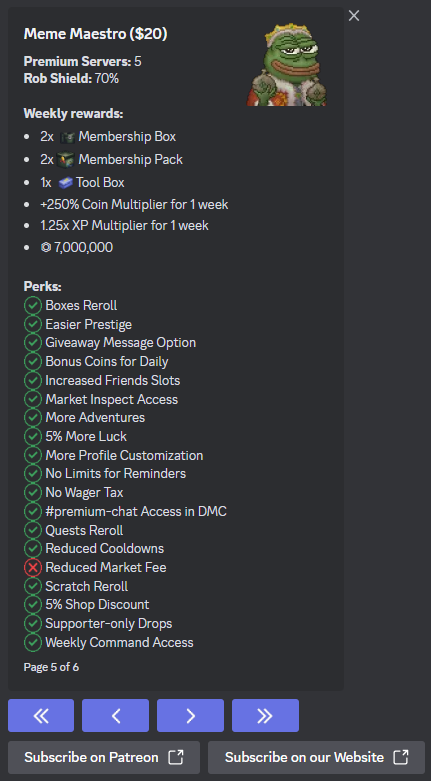 Meme Maestro ($20)
Premium Servers: 5
Rob Shield: 70%
Weekly rewards:
• 2x Membership Box
• 2x Membership Pack
• 1x Tool Box
• +250% Coin Multiplier for 1 week
• 1.25x XP Multiplier for 1 week
• 7,000,000
Perks:
Boxes Reroll
Easier Prestige
Giveaway Message Option
Bonus Coins for Daily
Increased Friends Slots
Market Inspect Access
More Adventures
5% More Luck
More Profile Customization
No Limits for Reminders
No Wager Tax
#premium-chat Access in DMC
Quests Reroll
Reduced Cooldowns
Reduced Market Fee
Scratch Reroll
5% Shop Discount
Supporter-only Drops
Weekly Command Access
Page 5 of 6
Subscribe on Patreon
Subscribe on our Website